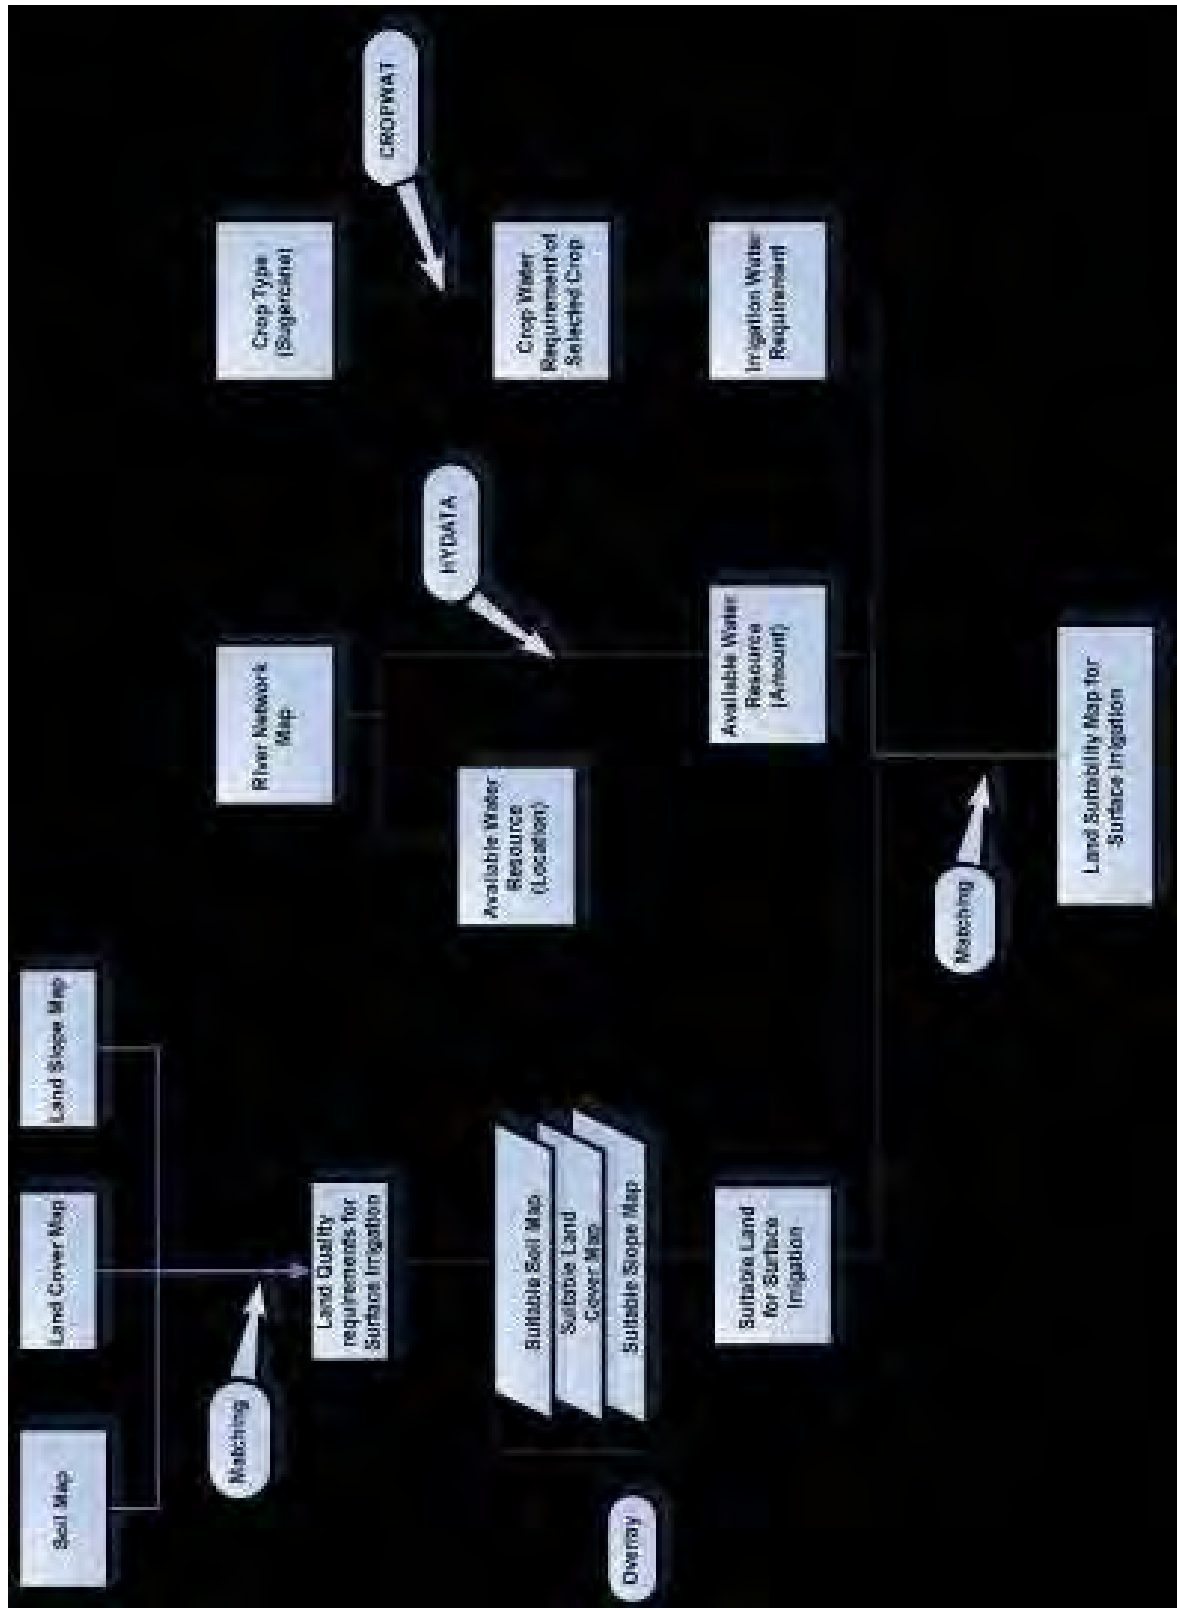 Soil Map
Land Cover Map
Land Slope Map
Matching
Land Quality
requirements for
Surface Irrigation
Suitable Soil Map
Suitable Land
Cover Map
Suitable Slope Map
Overlay
Suitable Land
for Surface
Irrigation
River Network
Map
Available Water
Resource
(Location)
HYDATA
Available Water
Resource
(Amount)
Crop Type
(Sugercane)
CROPWAT
Crop Water
Requirement of
Selected Crop
Irrigation Water
Requirement
Matching
Land Suitability Map for
Surface Irrigation